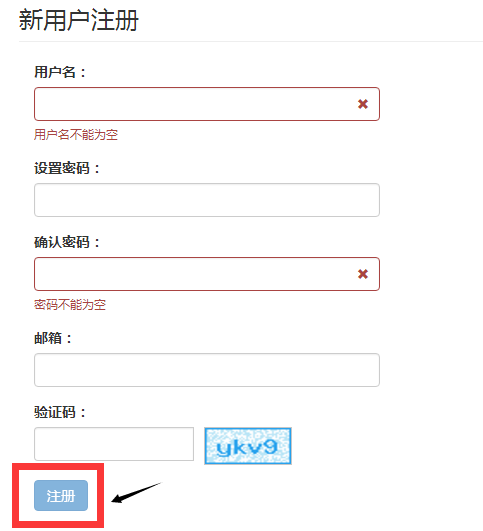 新用户注册
用户名：
用户名不能为空
设置密码：
确认密码：
密码不能为空
邮箱：
验证码：
ykv9
注册